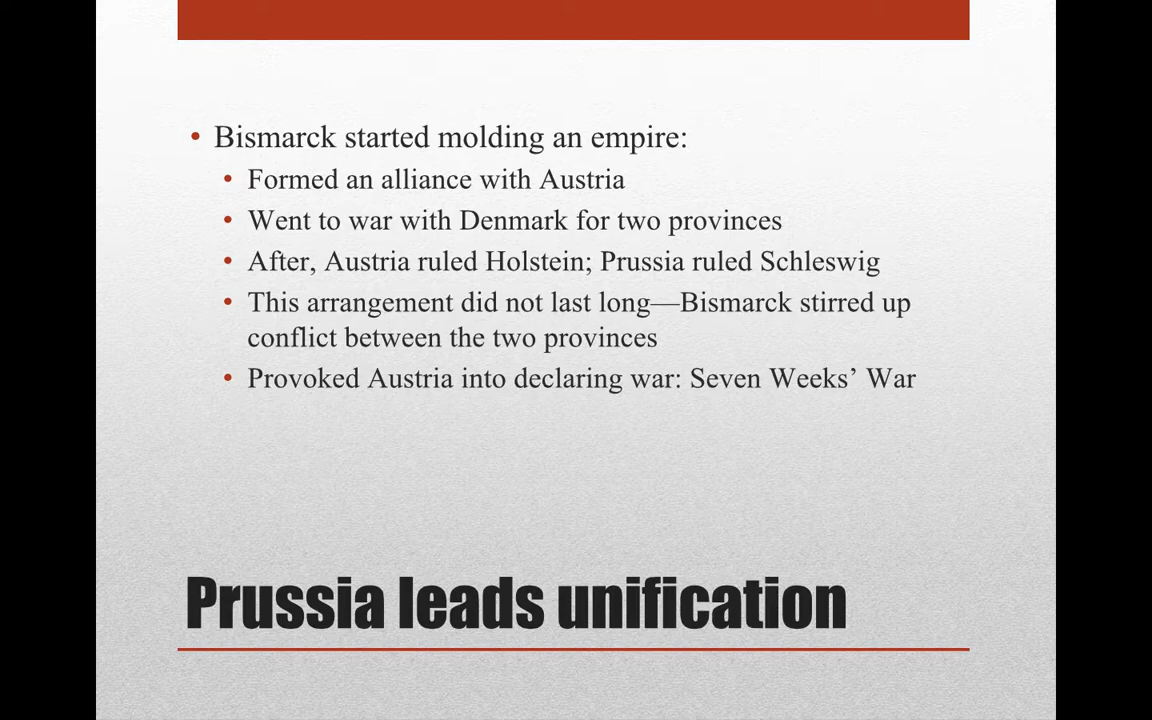 • Bismarck started molding an empire:
• Formed an alliance with Austria
• Went to war with Denmark for two provinces
• After, Austria ruled Holstein; Prussia ruled Schleswig
• This arrangement did not last long—Bismarck stirred up
conflict between the two provinces
• Provoked Austria into declaring war: Seven Weeks’ War
Prussia leads unification